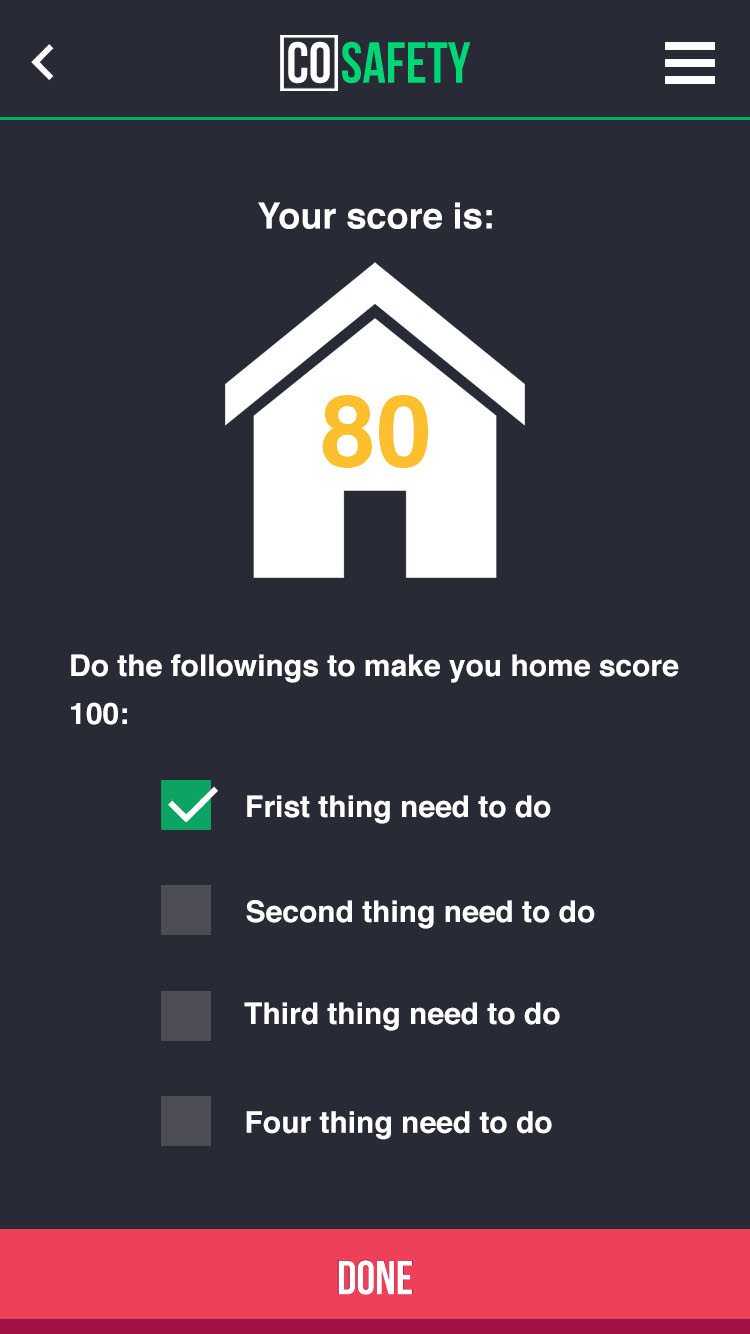 COSAFETY
Your score is:
80
Do the followings to make you home score
100:
Frist thing need to do
Second thing need to do
Third thing need to do
Four thing need to do
DONE